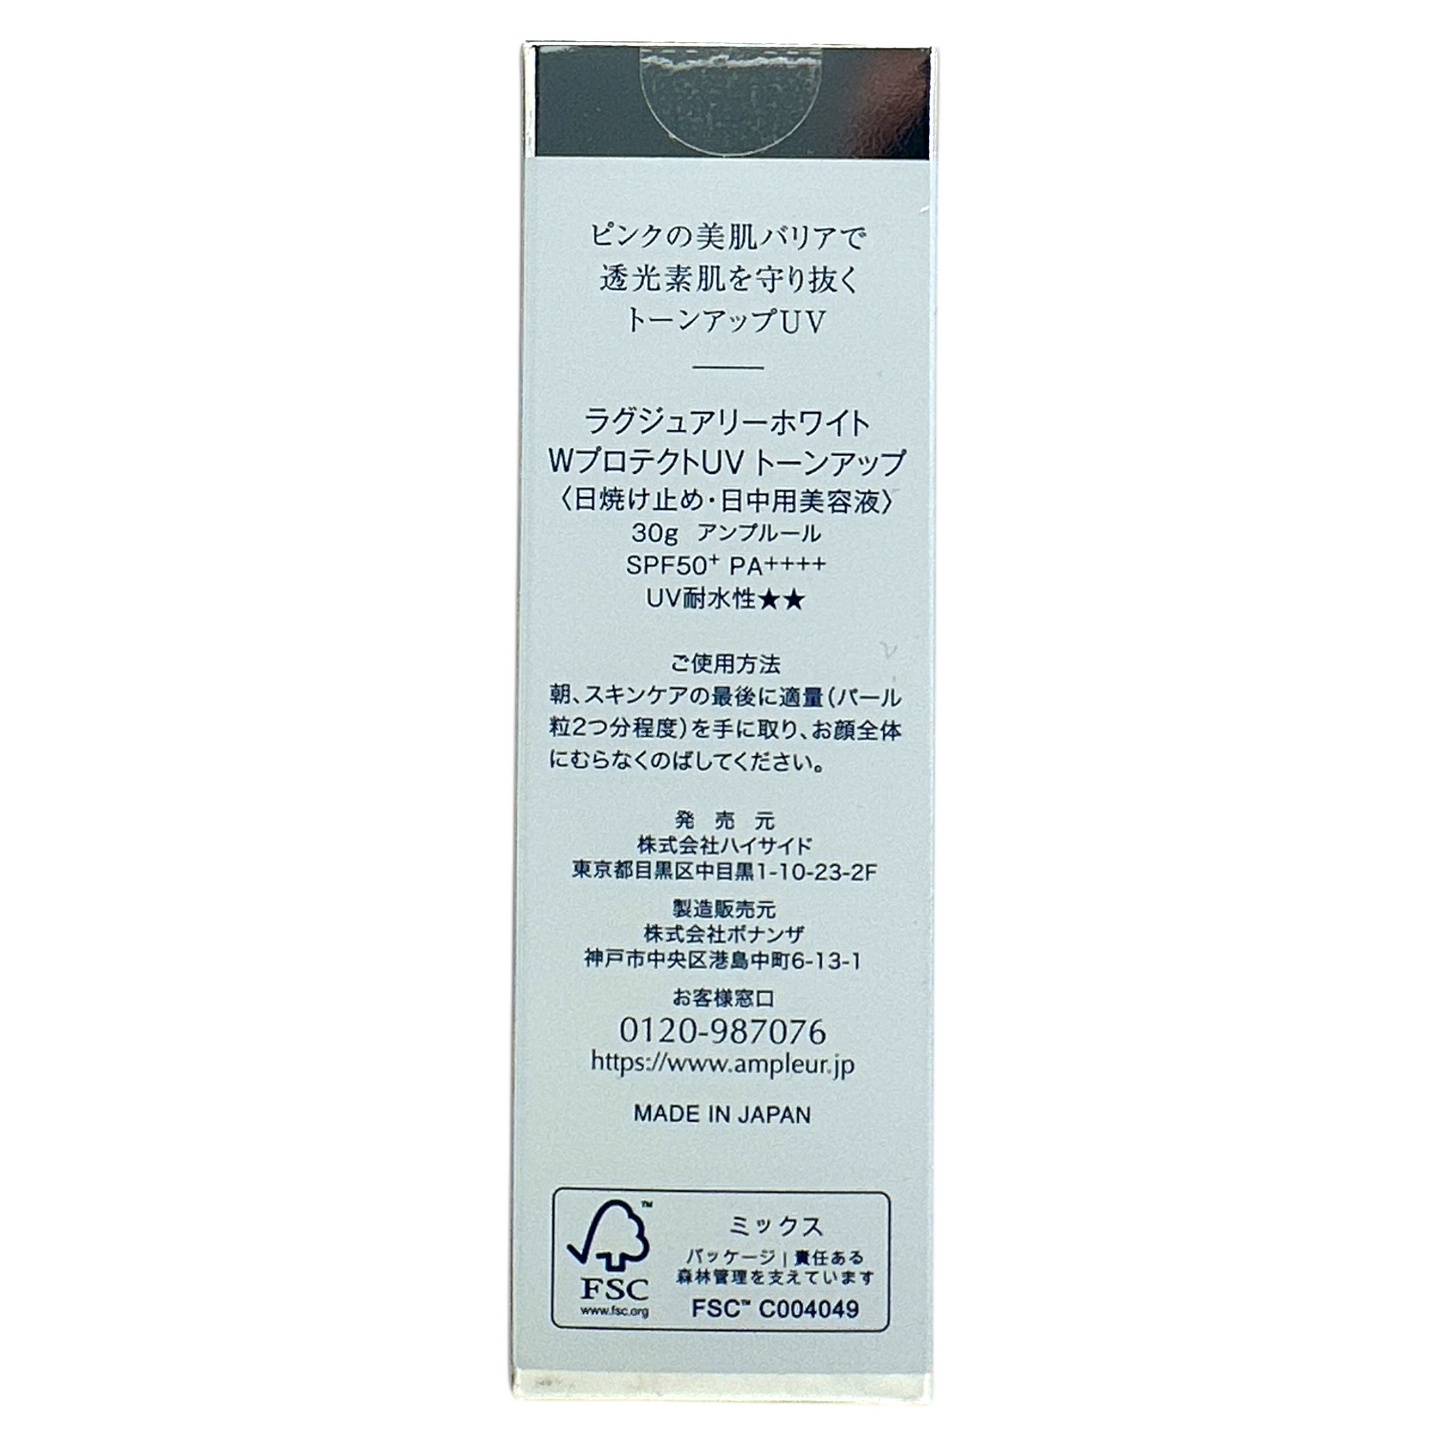 ピンクの美肌バリアで
透光素肌を守り抜く
トーンアップUV
ラグジュアリーホワイト
WプロテクトUV トーンアップ
〈日焼け止め・日中用美容液〉
30g アンプルール
SPF50+ PA++++
UV耐水性★★
ご使用方法
朝、スキンケアの最後に適量(パール
粒2つ分程度)を手に取り、お顔全体
にむらなくのばしてください。
発売元
株式会社ハイサイド
東京都目黒区中目黒1-10-23-2F
製造販売元
株式会社ボナンザ
神戸市中央区港島中町6-13-1
お客様窓口
0120-987076
https://www.ampleur.jp
MADE IN JAPAN
TM
FSC
www.fsc.org
ミックス
パッケージ | 責任ある
森林管理を支えています
FSC™ C004049